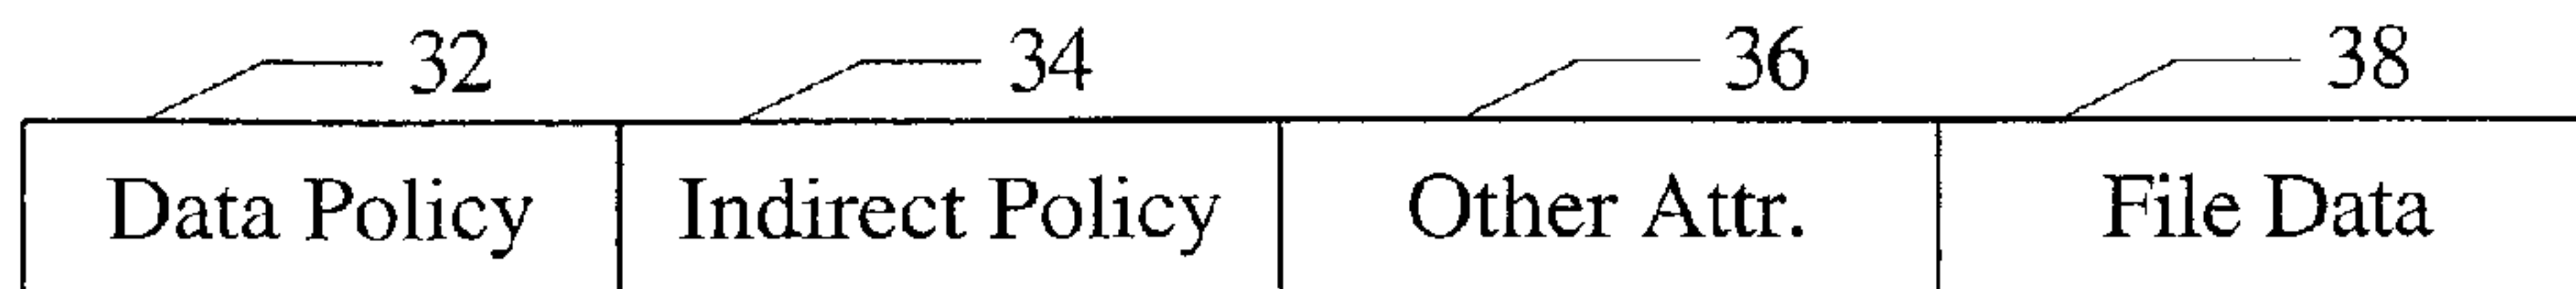 32 34 36 38
Data Policy Indirect Policy Other Attr. File Data